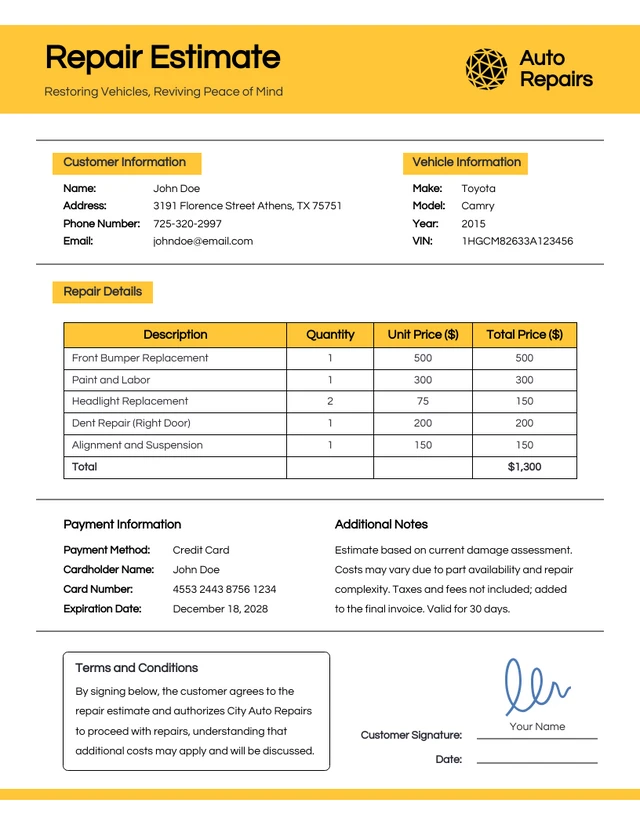 Repair Estimate
Restoring Vehicles, Reviving Peace of Mind
Auto
Repairs
Customer Information
Name: John Doe
Address: 3191 Florence Street Athens, TX 75751
Phone Number: 725-320-2997
Email: johndoe@email.com
Vehicle Information
Make: Toyota
Model: Camry
Year: 2015
VIN: 1HGCM82633A123456
Repair Details
Description Quantity Unit Price ($) Total Price ($)
Front Bumper Replacement 1 500 500
Paint and Labor 1 300 300
Headlight Replacement 2 75 150
Dent Repair (Right Door) 1 200 200
Alignment and Suspension 1 150 150
Total $1,300
Payment Information
Payment Method: Credit Card
Cardholder Name: John Doe
Card Number: 4553 2443 8756 1234
Expiration Date: December 18, 2028
Additional Notes
Estimate based on current damage assessment.
Costs may vary due to part availability and repair
complexity. Taxes and fees not included; added
to the final invoice. Valid for 30 days.
Terms and Conditions
By signing below, the customer agrees to the
repair estimate and authorizes City Auto Repairs
to proceed with repairs, understanding that
additional costs may apply and will be discussed.
Your Name
Customer Signature:
Date: